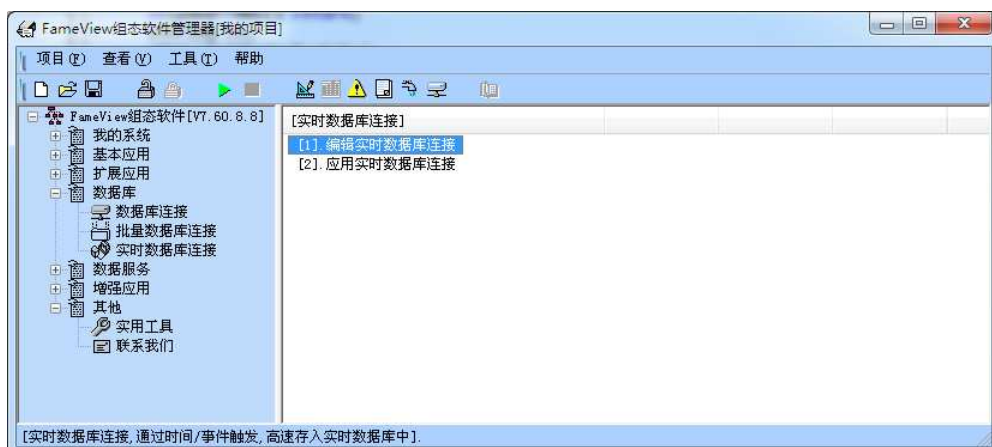 FameView组态软件管理器[我的项目]
项目(F) 查看(V) 工具(T) 帮助
FameView组态软件[V7.60.8.8]
我的系统
基本应用
扩展应用
数据库
数据库连接
批量数据库连接
实时数据库连接
数据服务
增强应用
其他
实用工具
联系我们
[实时数据库连接]
[1].编辑实时数据库连接
[2].应用实时数据库连接
[实时数据库连接,通过时间/事件触发,高速存入实时数据库中].